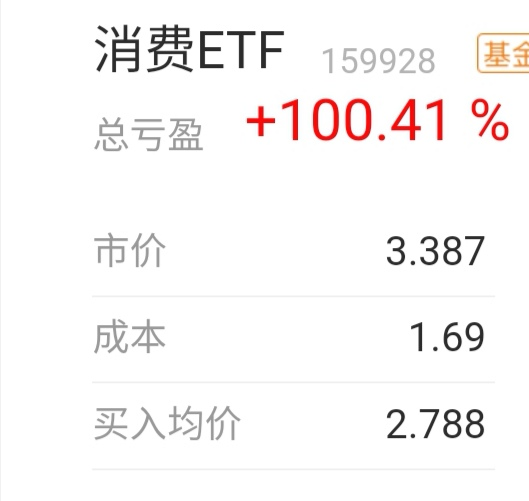 消费ETF 159928 基金
总亏盈 +100.41 %
市价 3.387
成本 1.69
买入均价 2.788